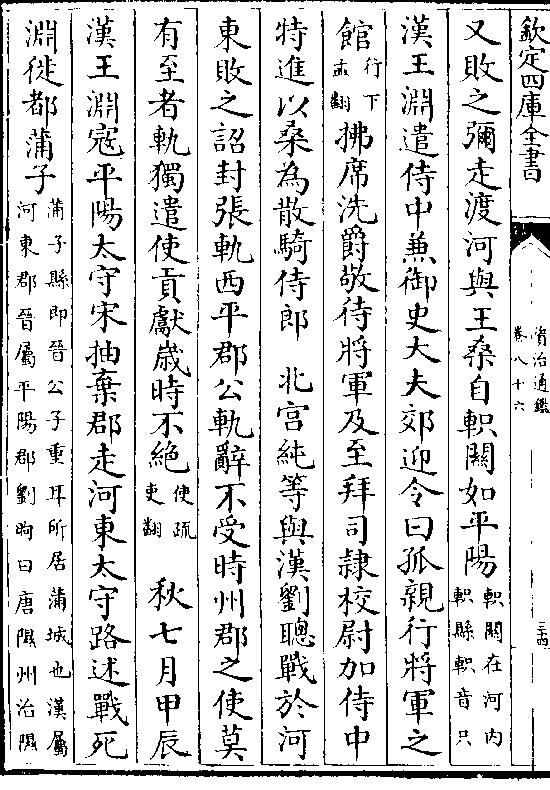 欽定四庫全書
資治通鑑
卷八十六
三四
又敗之彌走渡河與王桑自軹關如平陽軹關在河内
軹縣軹音只
漢王淵遣侍中兼御史大夫郊迎令曰孤親行將軍之
館行下
孟翻拂席洗爵敬待將軍及至拜司隷校尉加侍中
特進以桑為散騎侍郎 北宫純等與漢劉聰戰於河
東敗之詔封張軌西平郡公軌辭不受時州郡之使莫
有至者軌獨遣使貢獻歲時不絶使疏
吏翻 秋七月甲辰
漢王淵寇平陽太守宋抽棄郡走河東太守路述戰死
淵徙都蒲子蒲子縣即晉公子重耳所居蒲城也漢屬
河東郡晉屬平陽郡劉昫曰唐隰州治隰